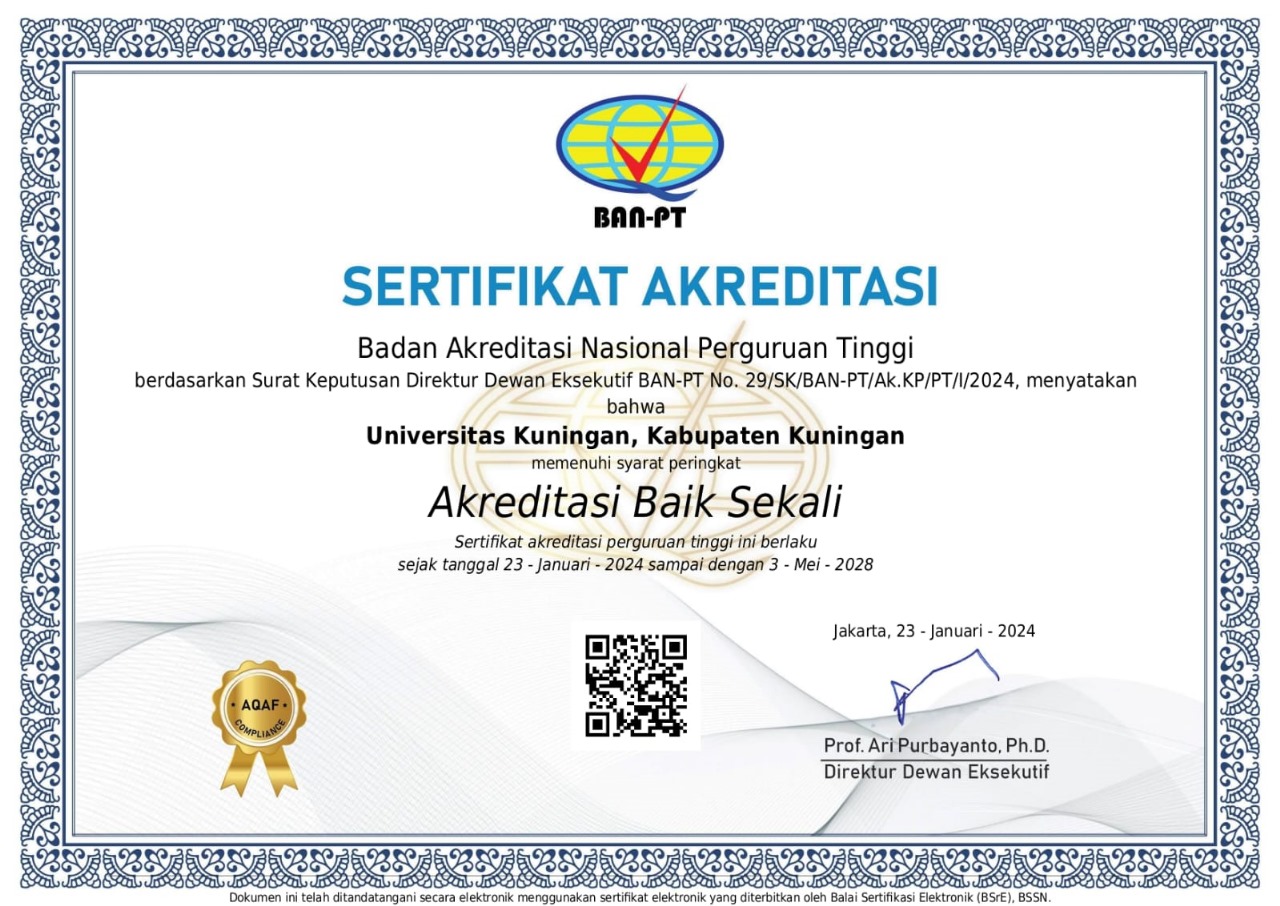 BAN-PT
SERTIFIKAT AKREDITASI
Badan Akreditasi Nasional Perguruan Tinggi
berdasarkan Surat Keputusan Direktur Dewan Eksekutif BAN-PT No. 29/SK/BAN-PT/Ak.KP/PT/I/2024, menyatakan
bahwa
Universitas Kuningan, Kabupaten Kuningan
memenuhi syarat peringkat
Akreditasi Baik Sekali
Sertifikat akreditasi perguruan tinggi ini berlaku
sejak tanggal 23 - Januari - 2024 sampai dengan 3 - Mei - 2028
Jakarta, 23 - Januari - 2024
AQAF
COMPLIANCE
Prof. Ari Purbayanto, Ph.D.
Direktur Dewan Eksekutif
Dokumen ini telah ditandatangani secara elektronik menggunakan sertifikat elektronik yang diterbitkan oleh Balai Sertifikasi Elektronik (BSrE), BSSN.